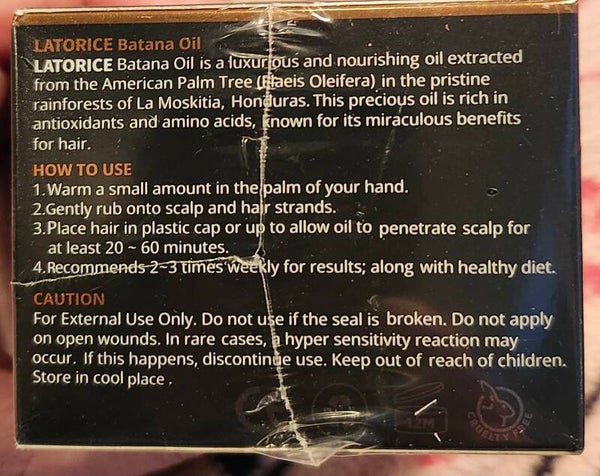 LATORICE Batana Oil
LATORICE Batana Oil is a luxurious and nourishing oil extracted
from the American Palm Tree (Elaeis Oleifera) in the pristine
rainforests of La Moskitia, Honduras. This precious oil is rich in
antioxidants and amino acids, known for its miraculous benefits
for hair.
HOW TO USE
1.Warm a small amount in the palm of your hand.
2.Gently rub onto scalp and hair strands.
3.Place hair in plastic cap or up to allow oil to penetrate scalp for
at least 20 ~ 60 minutes.
4.Recommends 2~3 times weekly for results; along with healthy diet.
CAUTION
For External Use Only. Do not use if the seal is broken. Do not apply
on open wounds. In rare cases, a hyper sensitivity reaction may
occur. If this happens, discontinue use. Keep out of reach of children.
Store in cool place .
CE
12M
CRUELTY FREE